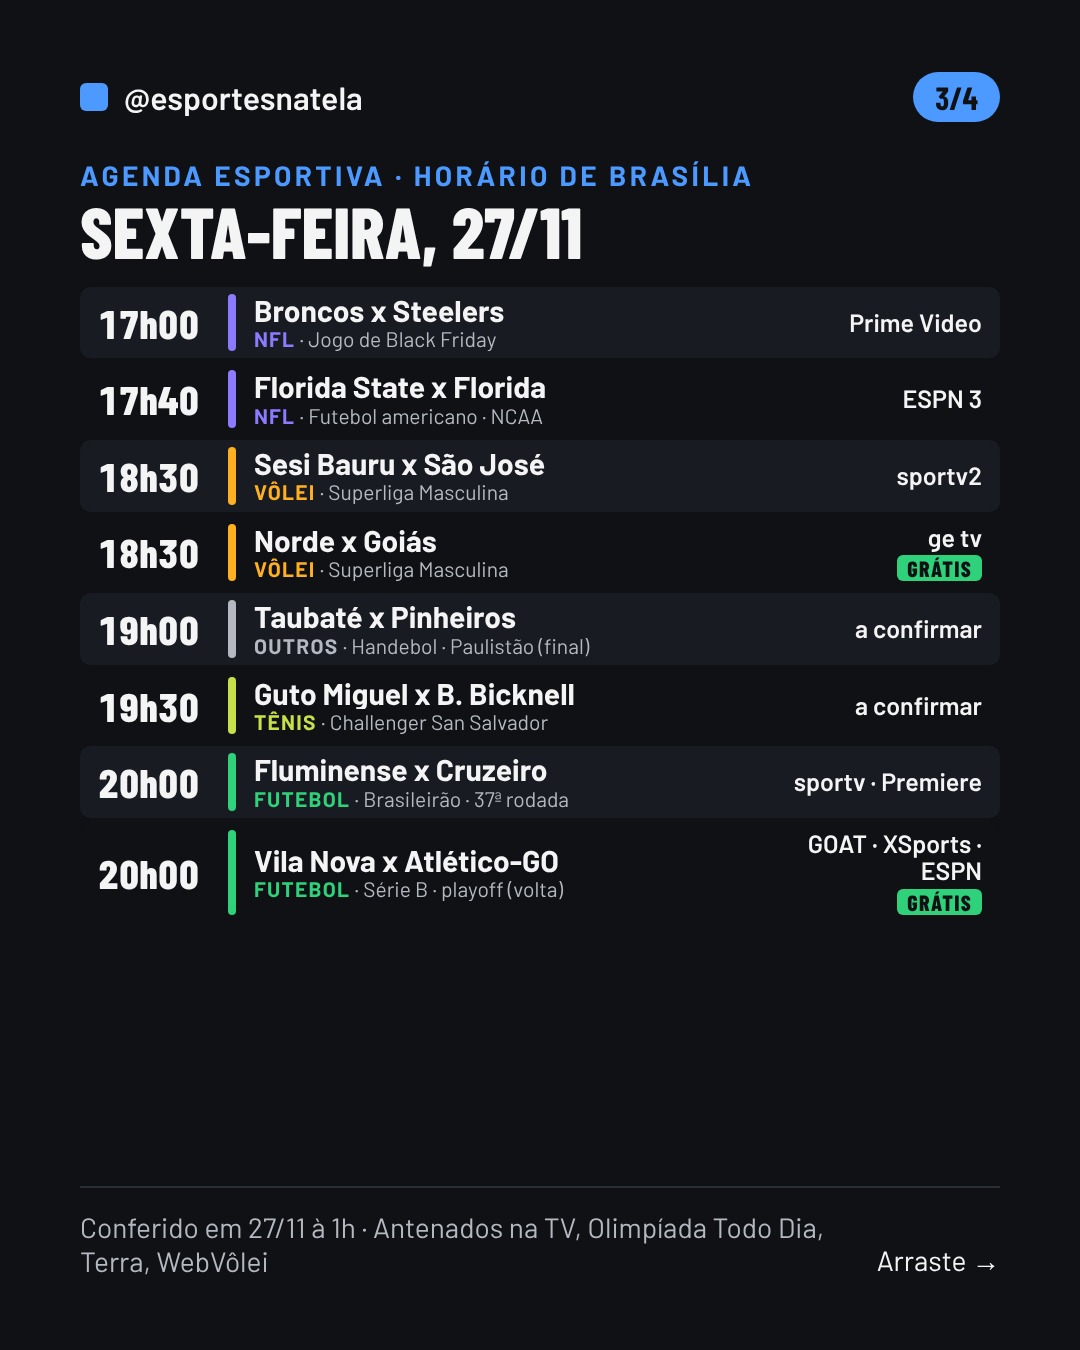 @esportesnatela
3/4
AGENDA ESPORTIVA · HORÁRIO DE BRASÍLIA
SEXTA-FEIRA, 27/11
17h00
Broncos x Steelers
NFL · Jogo de Black Friday
Prime Video
17h40
Florida State x Florida
NFL · Futebol americano · NCAA
ESPN 3
18h30
Sesi Bauru x São José
VÔLEI · Superliga Masculina
sportv2
18h30
Norde x Goiás
VÔLEI · Superliga Masculina
ge tv
GRÁTIS
19h00
Taubaté x Pinheiros
OUTROS · Handebol · Paulistão (final)
a confirmar
19h30
Guto Miguel x B. Bicknell
TÊNIS · Challenger San Salvador
a confirmar
20h00
Fluminense x Cruzeiro
FUTEBOL · Brasileirão · 37ª rodada
sportv · Premiere
20h00
Vila Nova x Atlético-GO
FUTEBOL · Série B · playoff (volta)
GOAT · XSports ·
ESPN
GRÁTIS
Conferido em 27/11 à 1h · Antenados na TV, Olimpíada Todo Dia,
Terra, WebVôlei
Arraste →